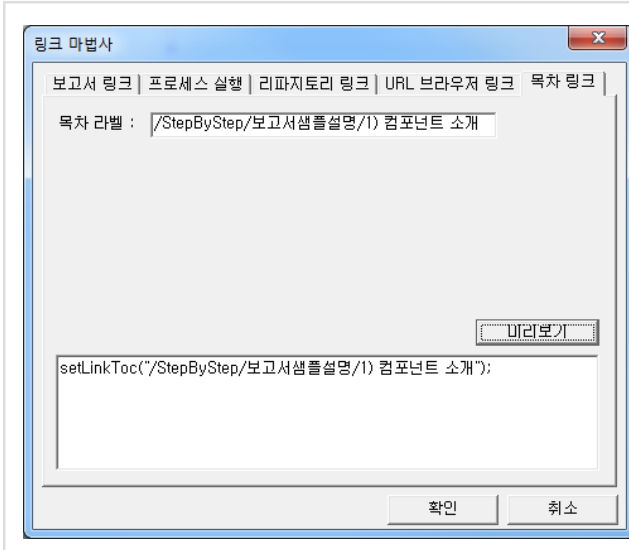 링크 마법사
보고서 링크 프로세스 실행 리파지토리 링크 URL 브라우저 링크 목차 링크
목차 라벨 : /StepByStep/보고서샘플설명/1) 컴포넌트 소개
미리보기
setLinkToc("/StepByStep/보고서샘플설명/1) 컴포넌트 소개");
확인 취소